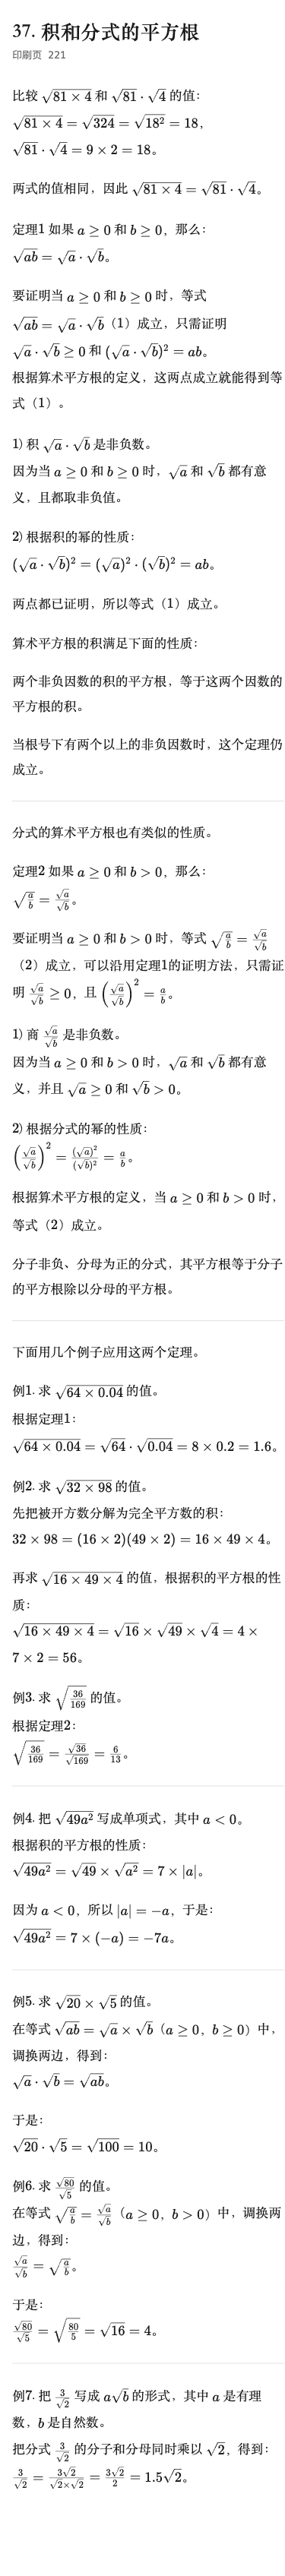 37. 积和分式的平方根
印刷页 221
比较 √(81 × 4) 和 √81 · √4 的值：
√(81 × 4) = √324 = √(18²) = 18，
√81 · √4 = 9 × 2 = 18。
两式的值相同，因此 √(81 × 4) = √81 · √4。
定理1 如果 a ≥ 0 和 b ≥ 0，那么：
√(ab) = √a · √b。
要证明当 a ≥ 0 和 b ≥ 0 时，等式
√(ab) = √a · √b（1）成立，只需证明
√a · √b ≥ 0 和 (√a · √b)² = ab。
根据算术平方根的定义，这两点成立就能得到等
式（1）。
1) 积 √a · √b 是非负数。
因为当 a ≥ 0 和 b ≥ 0 时，√a 和 √b 都有意
义，且都取非负值。
2) 根据积的幂的性质：
(√a · √b)² = (√a)² · (√b)² = ab。
两点都已证明，所以等式（1）成立。
算术平方根的积满足下面的性质：
两个非负因数的积的平方根，等于这两个因数的
平方根的积。
当根号下有两个以上的非负因数时，这个定理仍
成立。
分式的算术平方根也有类似的性质。
定理2 如果 a ≥ 0 和 b > 0，那么：
√(a/b) = √a/√b。
要证明当 a ≥ 0 和 b > 0 时，等式 √(a/b) = √a/√b
（2）成立，可以沿用定理1的证明方法，只需证
明 √a/√b ≥ 0，且 (√a/√b)² = a/b。
1) 商 √a/√b 是非负数。
因为当 a ≥ 0 和 b > 0 时，√a 和 √b 都有意
义，并且 √a ≥ 0 和 √b > 0。
2) 根据分式的幂的性质：
(√a/√b)² = (√a)²/(√b)² = a/b。
根据算术平方根的定义，当 a ≥ 0 和 b > 0 时，
等式（2）成立。
分子非负、分母为正的分式，其平方根等于分子
的平方根除以分母的平方根。
下面用几个例子应用这两个定理。
例1. 求 √(64 × 0.04) 的值。
根据定理1：
√(64 × 0.04) = √64 · √0.04 = 8 × 0.2 = 1.6。
例2. 求 √(32 × 98) 的值。
先把被开方数分解为完全平方数的积：
32 × 98 = (16 × 2)(49 × 2) = 16 × 49 × 4。
再求 √(16 × 49 × 4) 的值，根据积的平方根的性
质：
√(16 × 49 × 4) = √16 × √49 × √4 = 4 ×
7 × 2 = 56。
例3. 求 √(36/169) 的值。
根据定理2：
√(36/169) = √36/√169 = 6/13。
例4. 把 √(49a²) 写成单项式，其中 a < 0。
根据积的平方根的性质：
√(49a²) = √49 × √(a²) = 7 × |a|。
因为 a < 0，所以 |a| = −a，于是：
√(49a²) = 7 × (−a) = −7a。
例5. 求 √20 × √5 的值。
在等式 √(ab) = √a × √b（a ≥ 0，b ≥ 0）中，
调换两边，得到：
√a · √b = √(ab)。
于是：
√20 · √5 = √100 = 10。
例6. 求 √80/√5 的值。
在等式 √(a/b) = √a/√b（a ≥ 0，b > 0）中，调换两
边，得到：
√a/√b = √(a/b)。
于是：
√80/√5 = √(80/5) = √16 = 4。
例7. 把 3/√2 写成 a√b 的形式，其中 a 是有理
数，b 是自然数。
把分式 3/√2 的分子和分母同时乘以 √2，得到：
3/√2 = 3√2/(√2×√2) = 3√2/2 = 1.5√2。